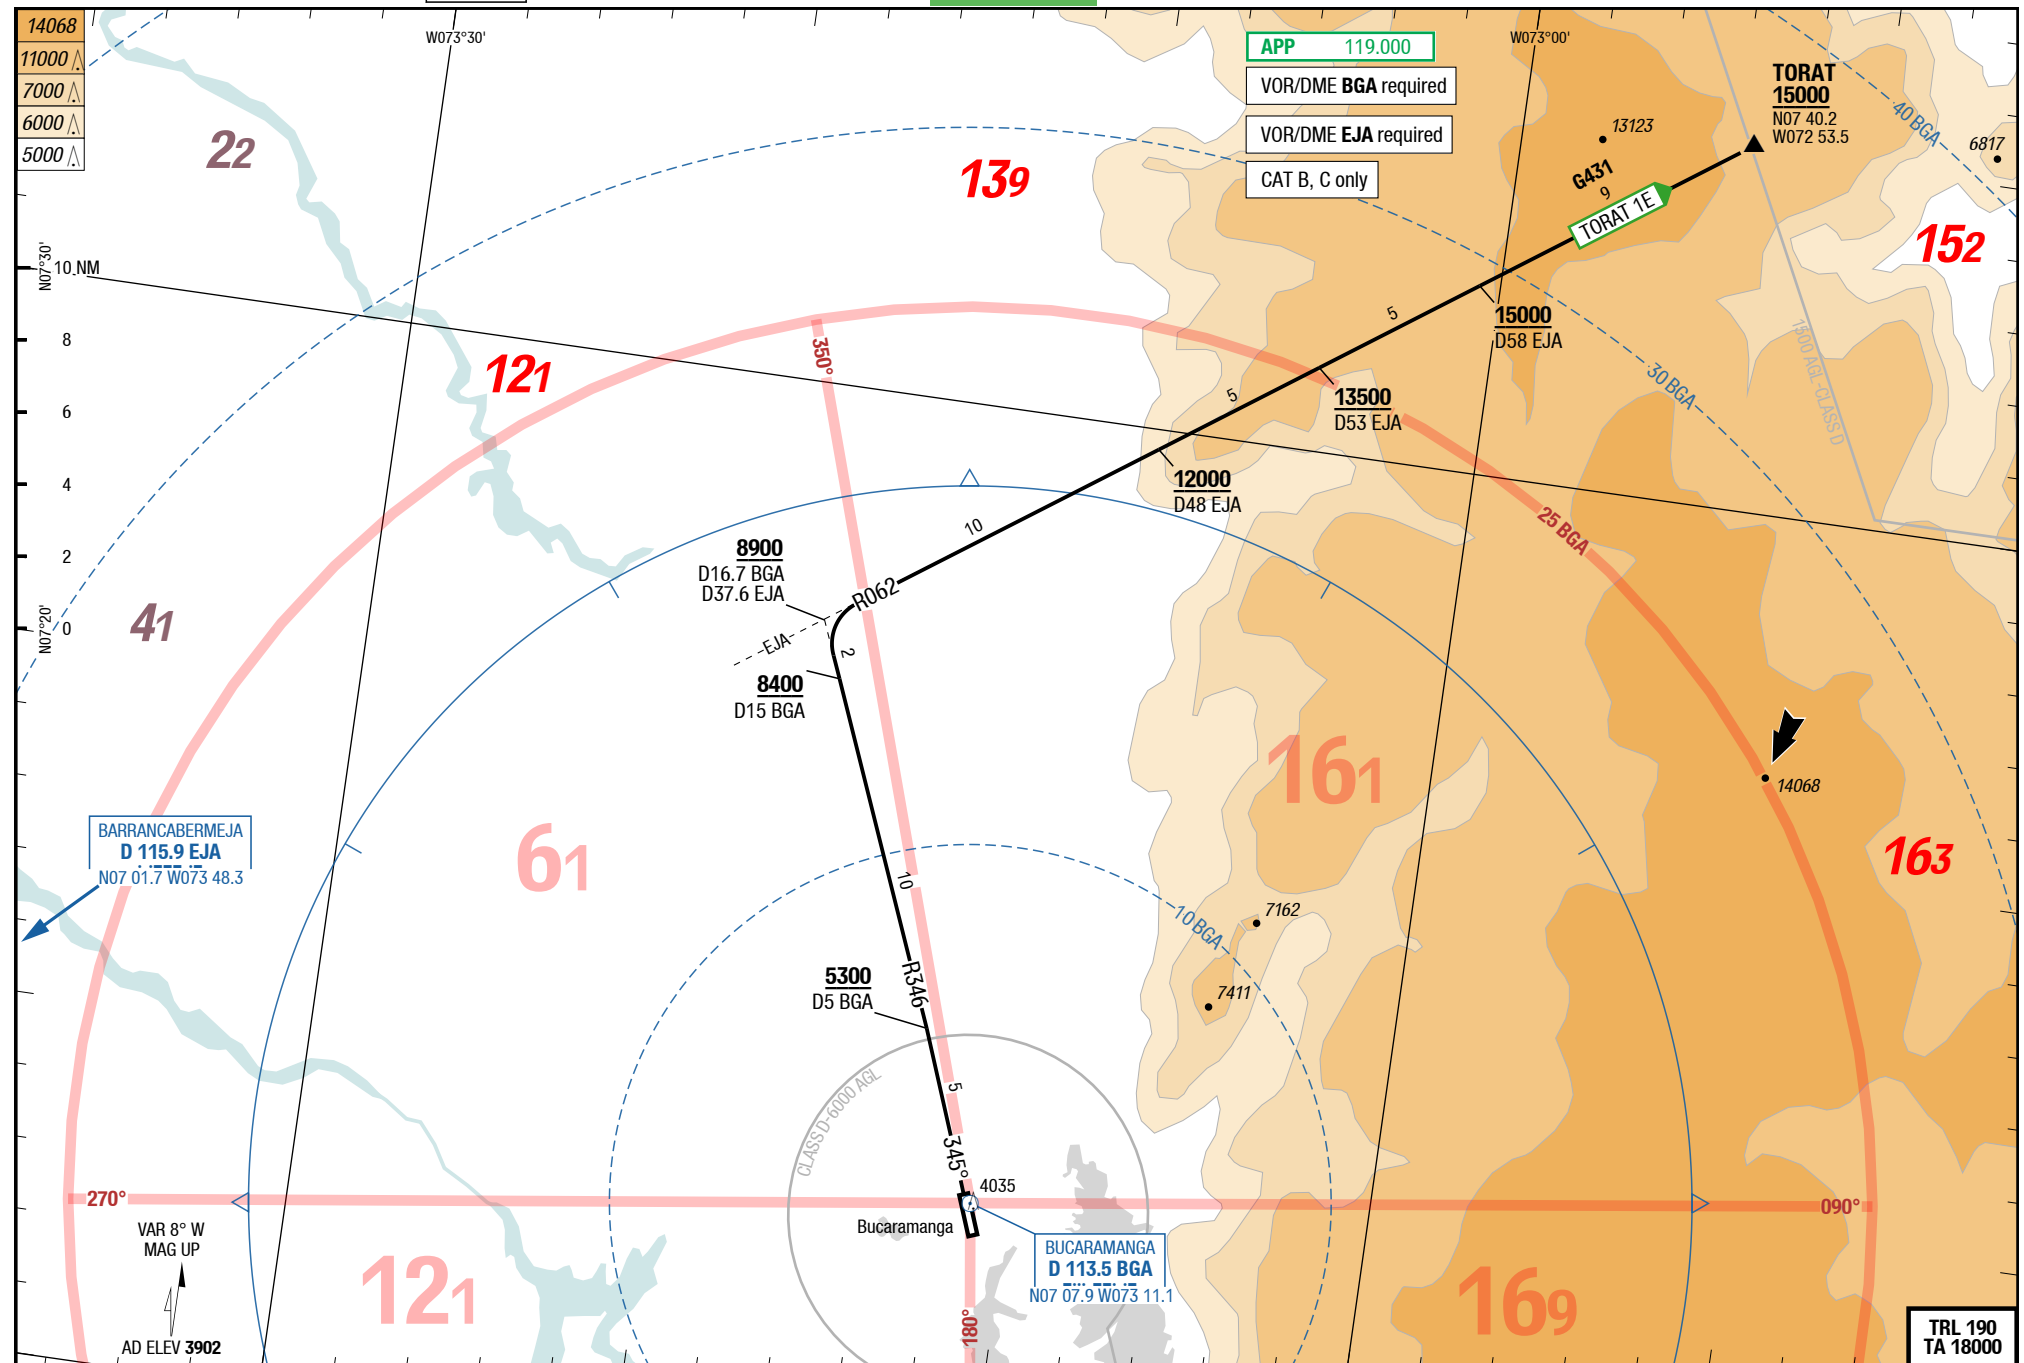 14068
11000
7000
6000
5000
W073°30'
W073°00'
APP 119.000
VOR/DME BGA required
VOR/DME EJA required
CAT B, C only
TORAT
15000
N07 40.2
W072 53.5
40 BGA
6817
13123
G431
9
TORAT 1E
22
139
152
N07°30'
10 NM
8
6
4
2
0
N07°20'
121
350°
5
15000
D58 EJA
1500 AGL-CLASS D
30 BGA
5
13500
D53 EJA
12000
D48 EJA
25 BGA
10
8900
D16.7 BGA
D37.6 EJA
R062
EJA
2
8400
D15 BGA
41
161
14068
163
BARRANCABERMEJA
D 115.9 EJA
N07 01.7 W073 48.3
61
10
10 BGA
7162
7411
R346
5300
D5 BGA
CLASS D-6000 AGL
5
345°
4035
270°
090°
Bucaramanga
BUCARAMANGA
D 113.5 BGA
N07 07.9 W073 11.1
VAR 8° W
MAG UP
AD ELEV 3902
121
180°
169
TRL 190
TA 18000